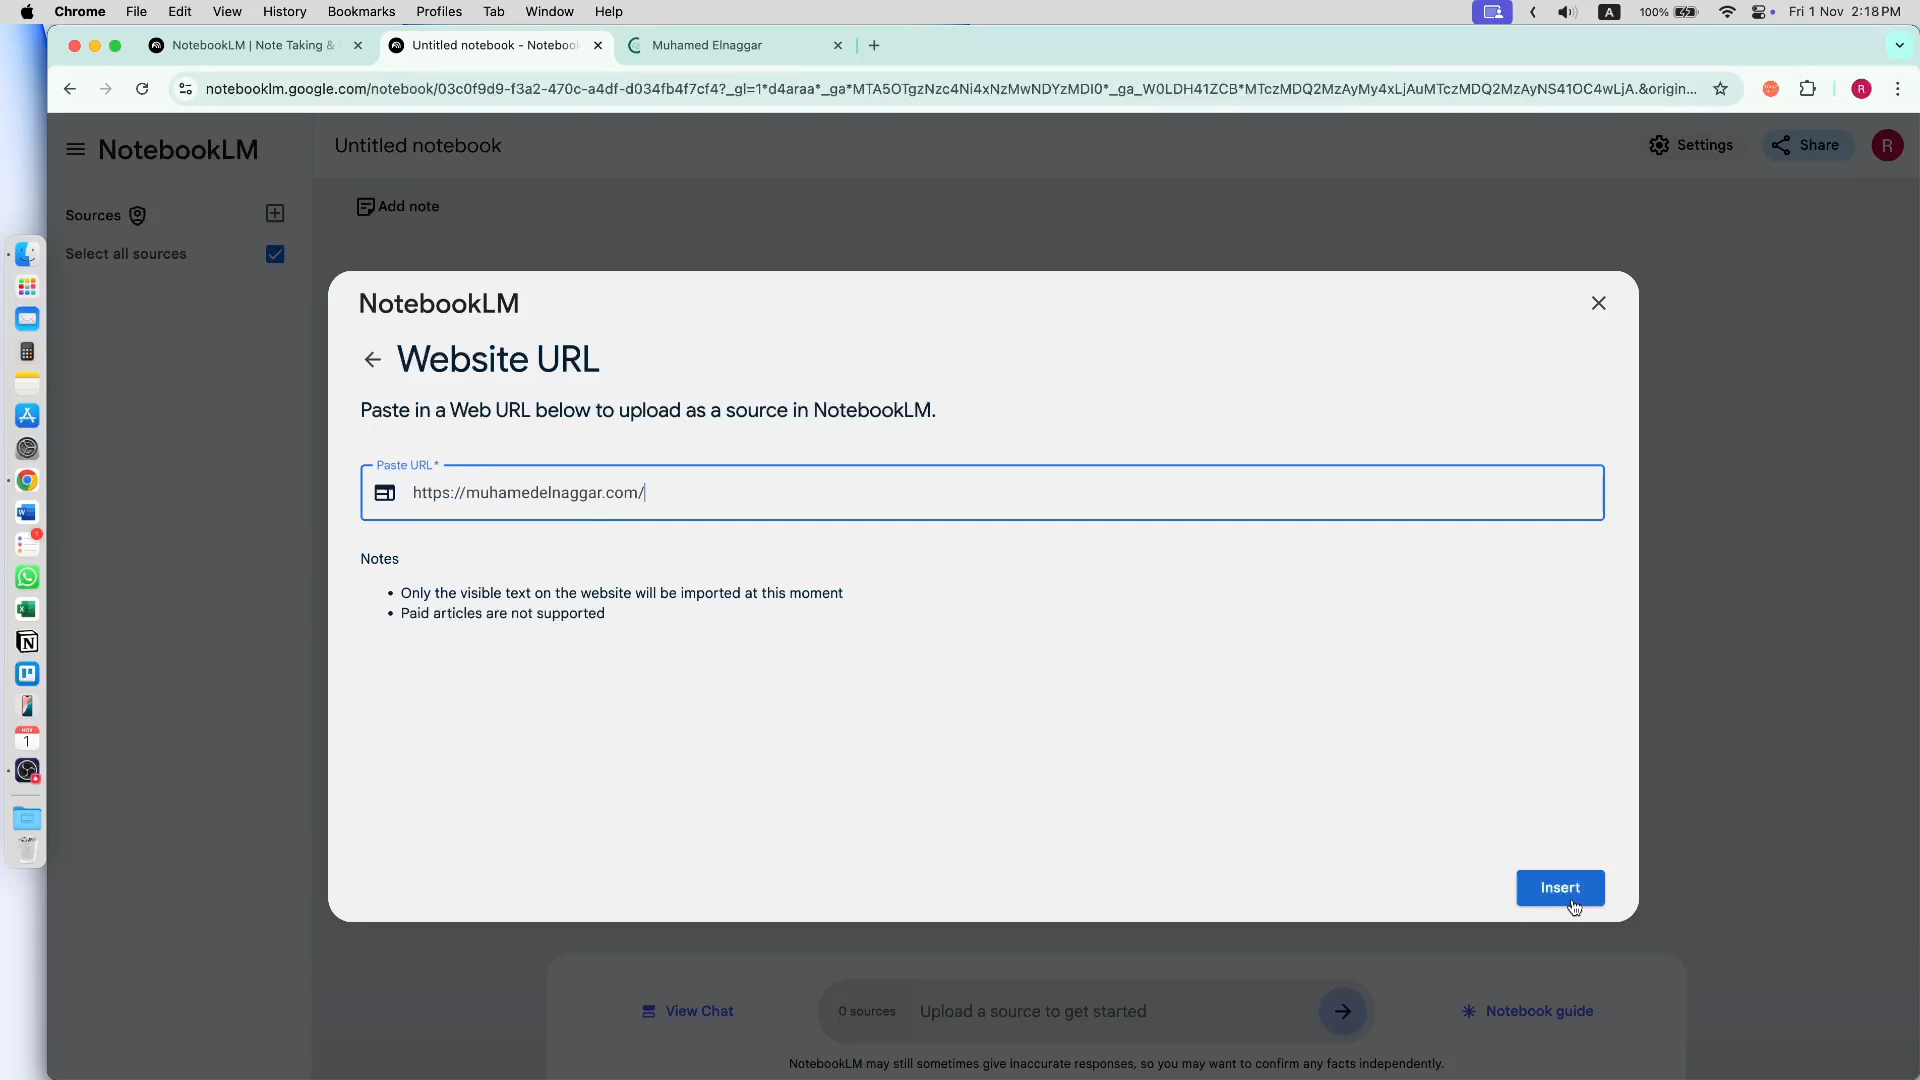 Chrome File Edit View History Bookmarks Profiles Tab Window Help
A 100% Fri 1 Nov 2:18 PM
NotebookLM | Note Taking &
Untitled notebook - Notebook
Muhamed Elnaggar
notebooklm.google.com/notebook/03c0f9d9-f3a2-470c-a4df-d034fb4f7cf4?_gl=1*d4araa*_ga*MTA5OTgzNzc4Ni4xNzMwNDYzMDI0*_ga_W0LDH41ZCB*MTczMDQ2MzAyMy4xLjAuMTczMDQ2MzAyNS41OC4wLjA.&origin...
R
NotebookLM
Untitled notebook
Settings
Share
R
Sources
Add note
Select all sources
NotebookLM
Website URL
Paste in a Web URL below to upload as a source in NotebookLM.
Paste URL*
https://muhamedelnaggar.com/
Notes
• Only the visible text on the website will be imported at this moment
• Paid articles are not supported
Insert
View Chat
0 sources
Upload a source to get started
Notebook guide
NotebookLM may still sometimes give inaccurate responses, so you may want to confirm any facts independently.